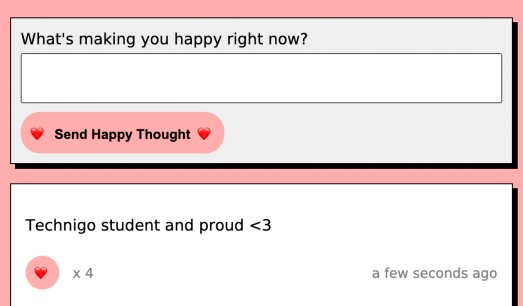 What's making you happy right now?
❤️ Send Happy Thought ❤️
Technigo student and proud <3
❤️ x 4
a few seconds ago